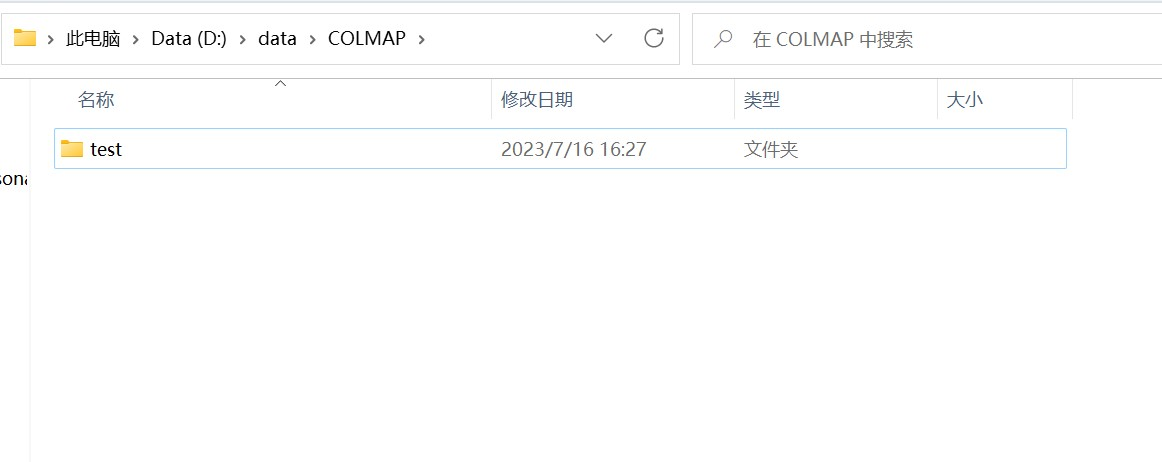 此电脑 Data (D:) data COLMAP 在 COLMAP 中搜索
名称 修改日期 类型 大小
test 2023/7/16 16:27 文件夹
sona